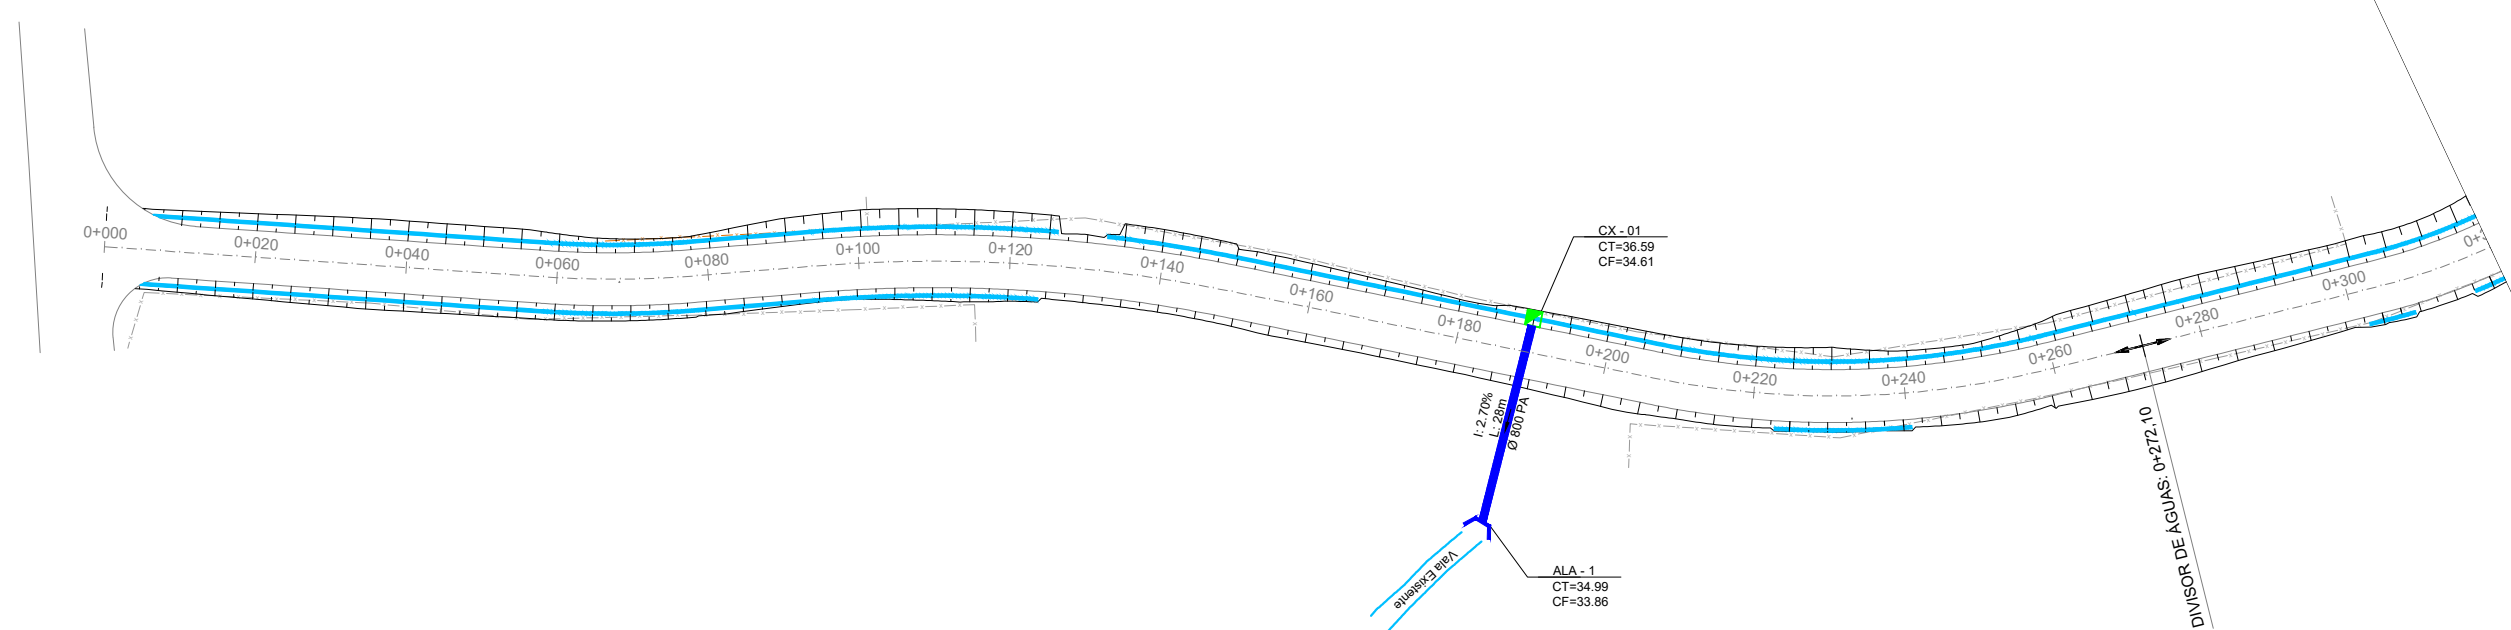 0+000
0+020
0+040
0+060
0+080
0+100
0+120
0+140
0+160
0+180
0+200
0+220
0+240
0+260
0+280
0+300
CX - 01
CT=36.59
CF=34.61
I: 2,70%
L: 28m
Ø 800 PA
ALA - 1
CT=34.99
CF=33.86
Vala Existente
DIVISOR DE ÁGUAS: 0+272,10